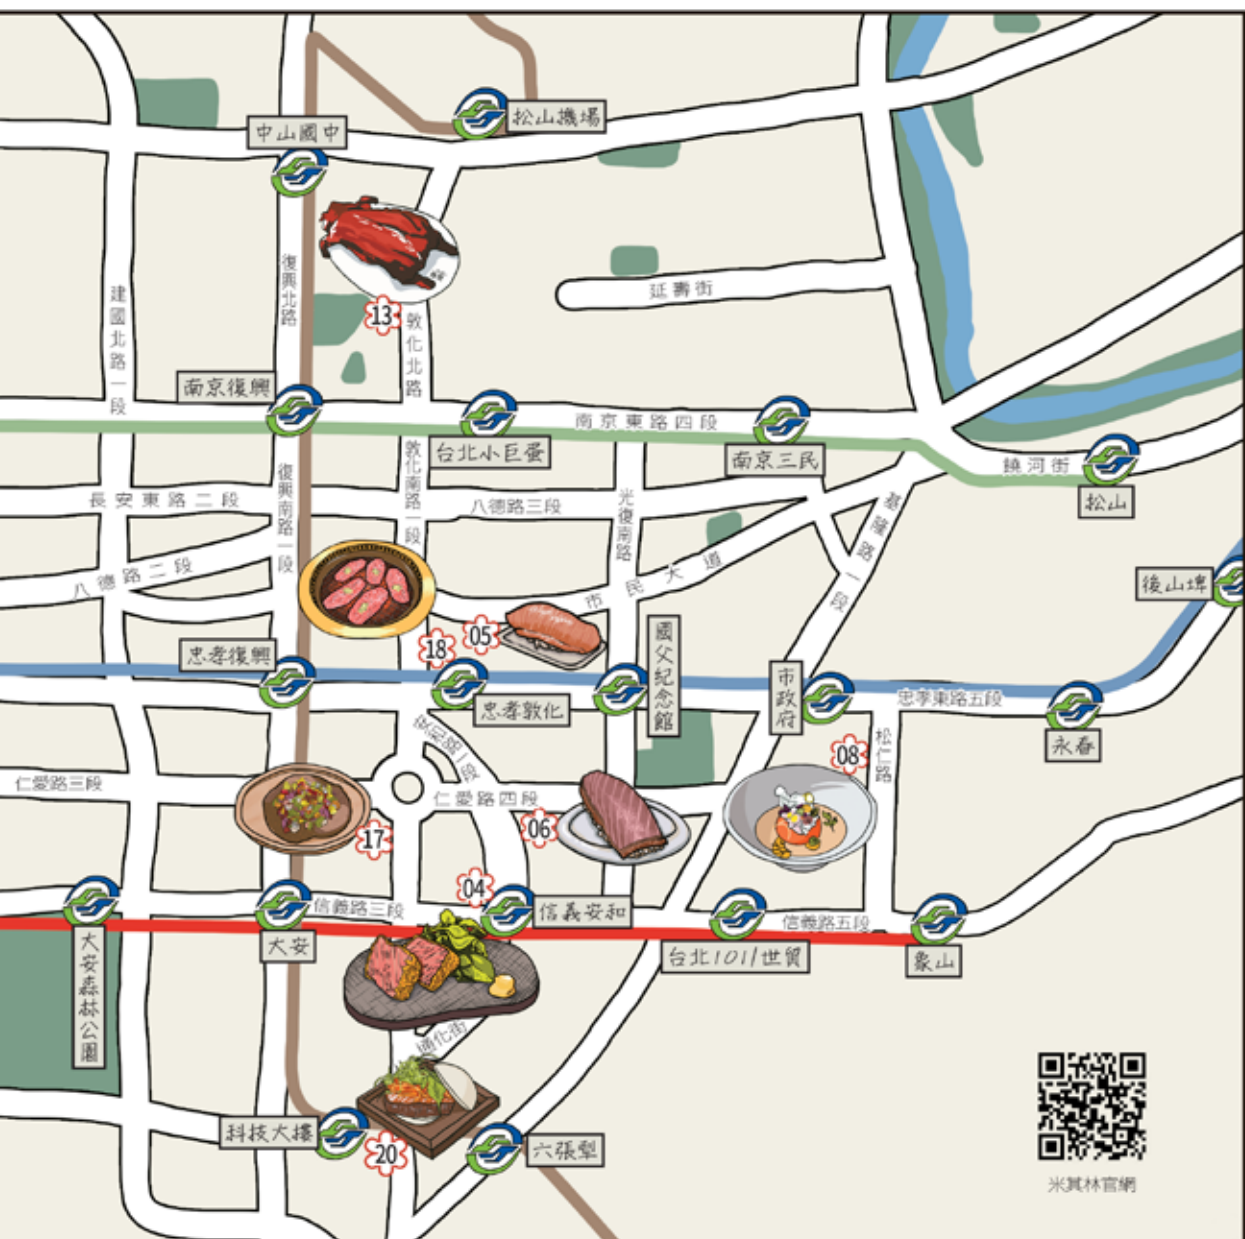 松山機場
中山國中
復興北路
建國北路一段
13
敦化北路
延壽街
南京復興
台北小巨蛋
南京東路四段
南京三民
饒河街
松山
長安東路二段
復興南路一段
敦化南路一段
八德路三段
光復南路
基隆路一段
八德路二段
市民大道
後山埤
18
05
忠孝復興
忠孝敦化
國父紀念館
市政府
忠孝東路五段
永春
松仁路
08
仁愛路三段
仁愛路四段
17
06
04
信義路三段
信義安和
信義路五段
大安森林公園
大安
台北101/世貿
象山
通化街
科技大樓
20
六張犁
米其林官網